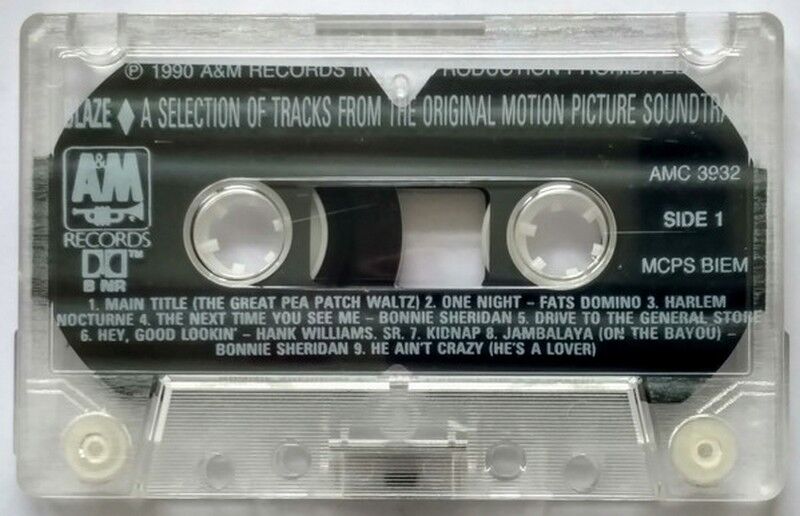 ℗ 1990 A&M RECORDS IN PRODUCTION PROHIBITED
BLAZE ♦ A SELECTION OF TRACKS FROM THE ORIGINAL MOTION PICTURE SOUNDTRA
A&M
RECORDS
AMC 3932
SIDE 1
MCPS BIEM
DD™
B NR
1. MAIN TITLE (THE GREAT PEA PATCH WALTZ) 2. ONE NIGHT – FATS DOMINO 3. HARLEM
NOCTURNE 4. THE NEXT TIME YOU SEE ME – BONNIE SHERIDAN 5. DRIVE TO THE GENERAL STORE
6. HEY, GOOD LOOKIN' – HANK WILLIAMS. SR. 7. KIDNAP 8. JAMBALAYA (ON THE BAYOU) –
BONNIE SHERIDAN 9. HE AIN'T CRAZY (HE'S A LOVER)